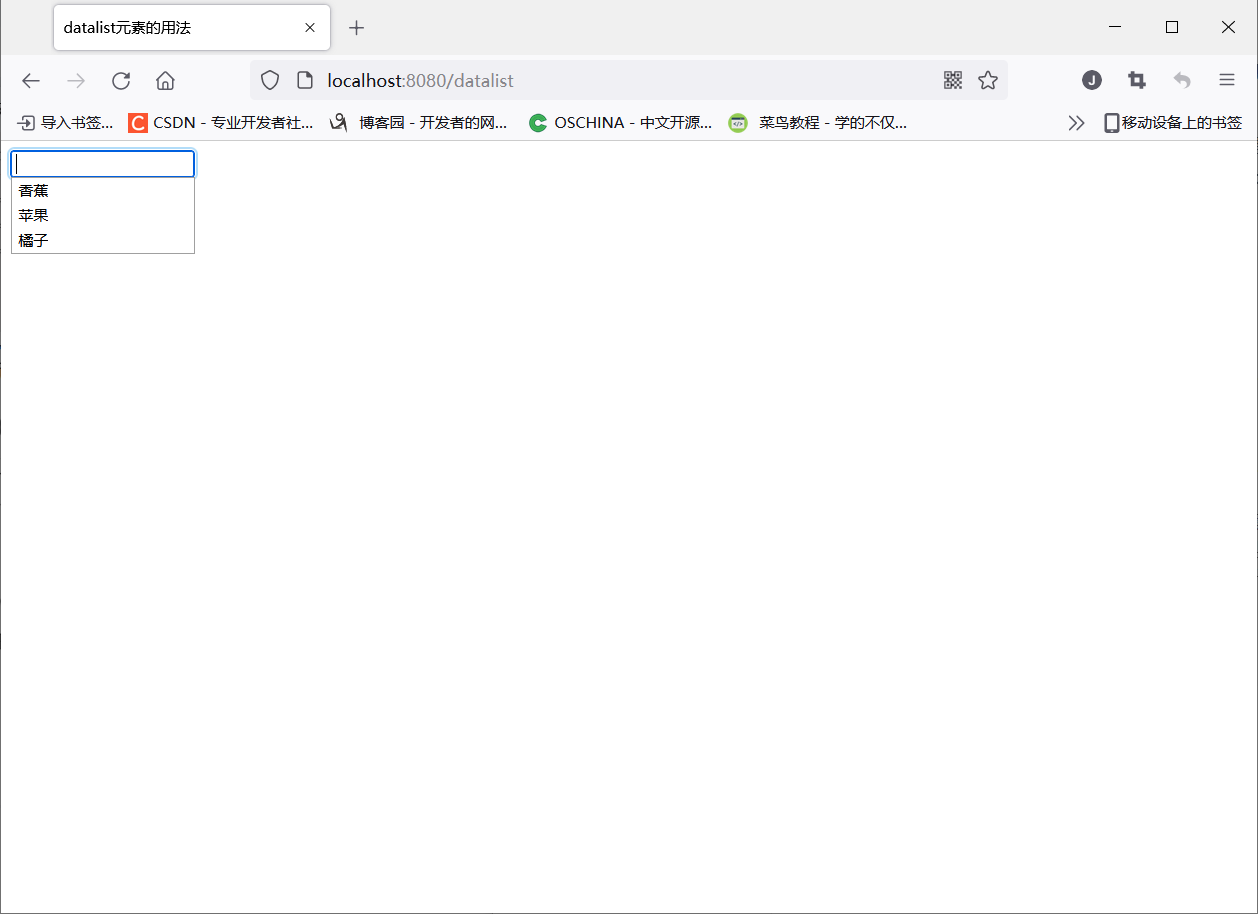 datalist元素的用法
localhost:8080/datalist
J
导入书签... C CSDN - 专业开发者社... 博客园 - 开发者的网... OSCHINA - 中文开源... 菜鸟教程 - 学的不仅... 移动设备上的书签
香蕉
苹果
橘子